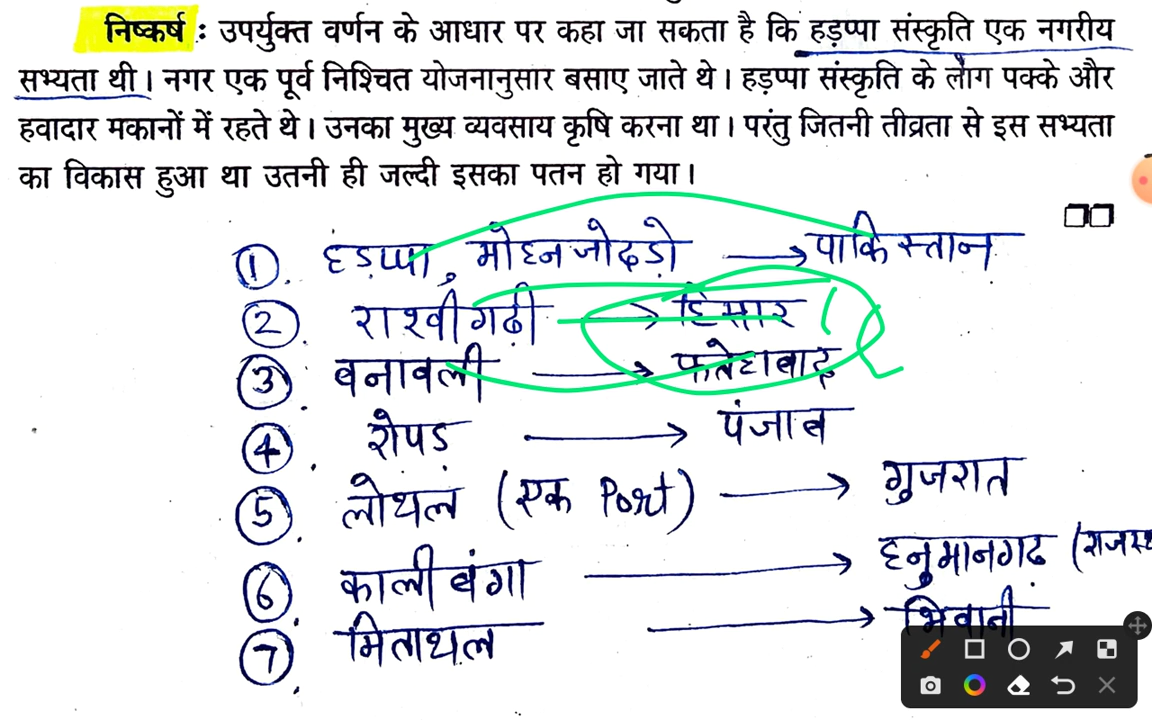 निष्कर्ष : उपर्युक्त वर्णन के आधार पर कहा जा सकता है कि हड़प्पा संस्कृति एक नगरीय
सभ्यता थी। नगर एक पूर्व निश्चित योजनानुसार बसाए जाते थे। हड़प्पा संस्कृति के लोग पक्के और
हवादार मकानों में रहते थे। उनका मुख्य व्यवसाय कृषि करना था। परंतु जितनी तीव्रता से इस सभ्यता
का विकास हुआ था उतनी ही जल्दी इसका पतन हो गया।
1. हड़प्पा, मोहनजोदड़ो → पाकिस्तान
2. राखीगढ़ी → हिसार
3. बनावली → फतेहाबाद
4. रोपड़ → पंजाब
5. लोथल (एक Port) → गुजरात
6. कालीबंगा → हनुमानगढ़
7. मिताथल → भिवानी